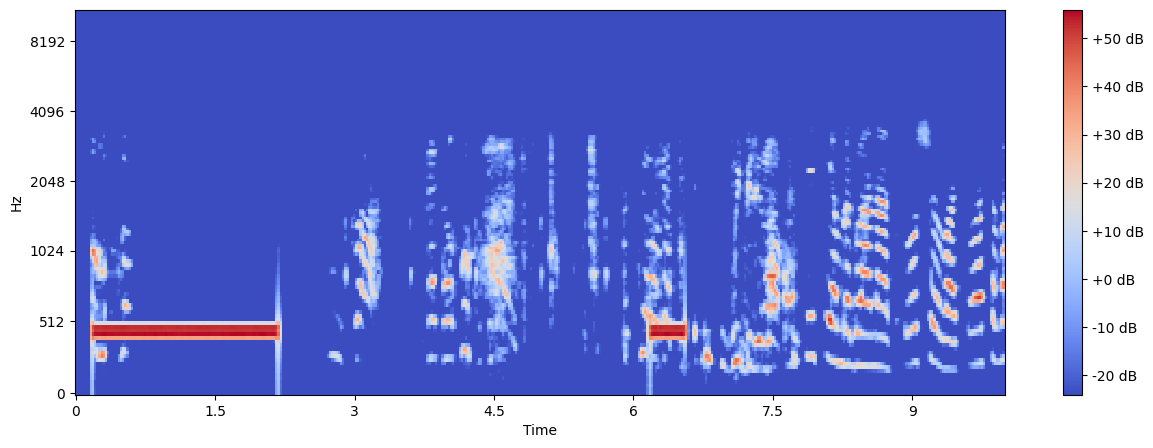 8192
4096
2048
1024
512
0
Hz
0 1.5 3 4.5 6 7.5 9
Time
+50 dB
+40 dB
+30 dB
+20 dB
+10 dB
+0 dB
-10 dB
-20 dB